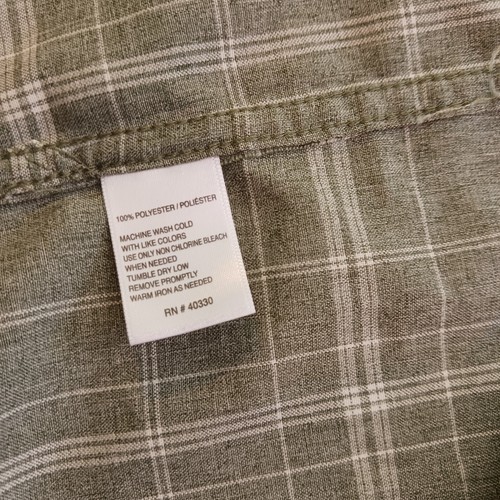 100% POLYESTER / POLIÉSTER
MACHINE WASH COLD
WITH LIKE COLORS
USE ONLY NON CHLORINE BLEACH
WHEN NEEDED
TUMBLE DRY LOW
REMOVE PROMPTLY
WARM IRON AS NEEDED
RN # 40330